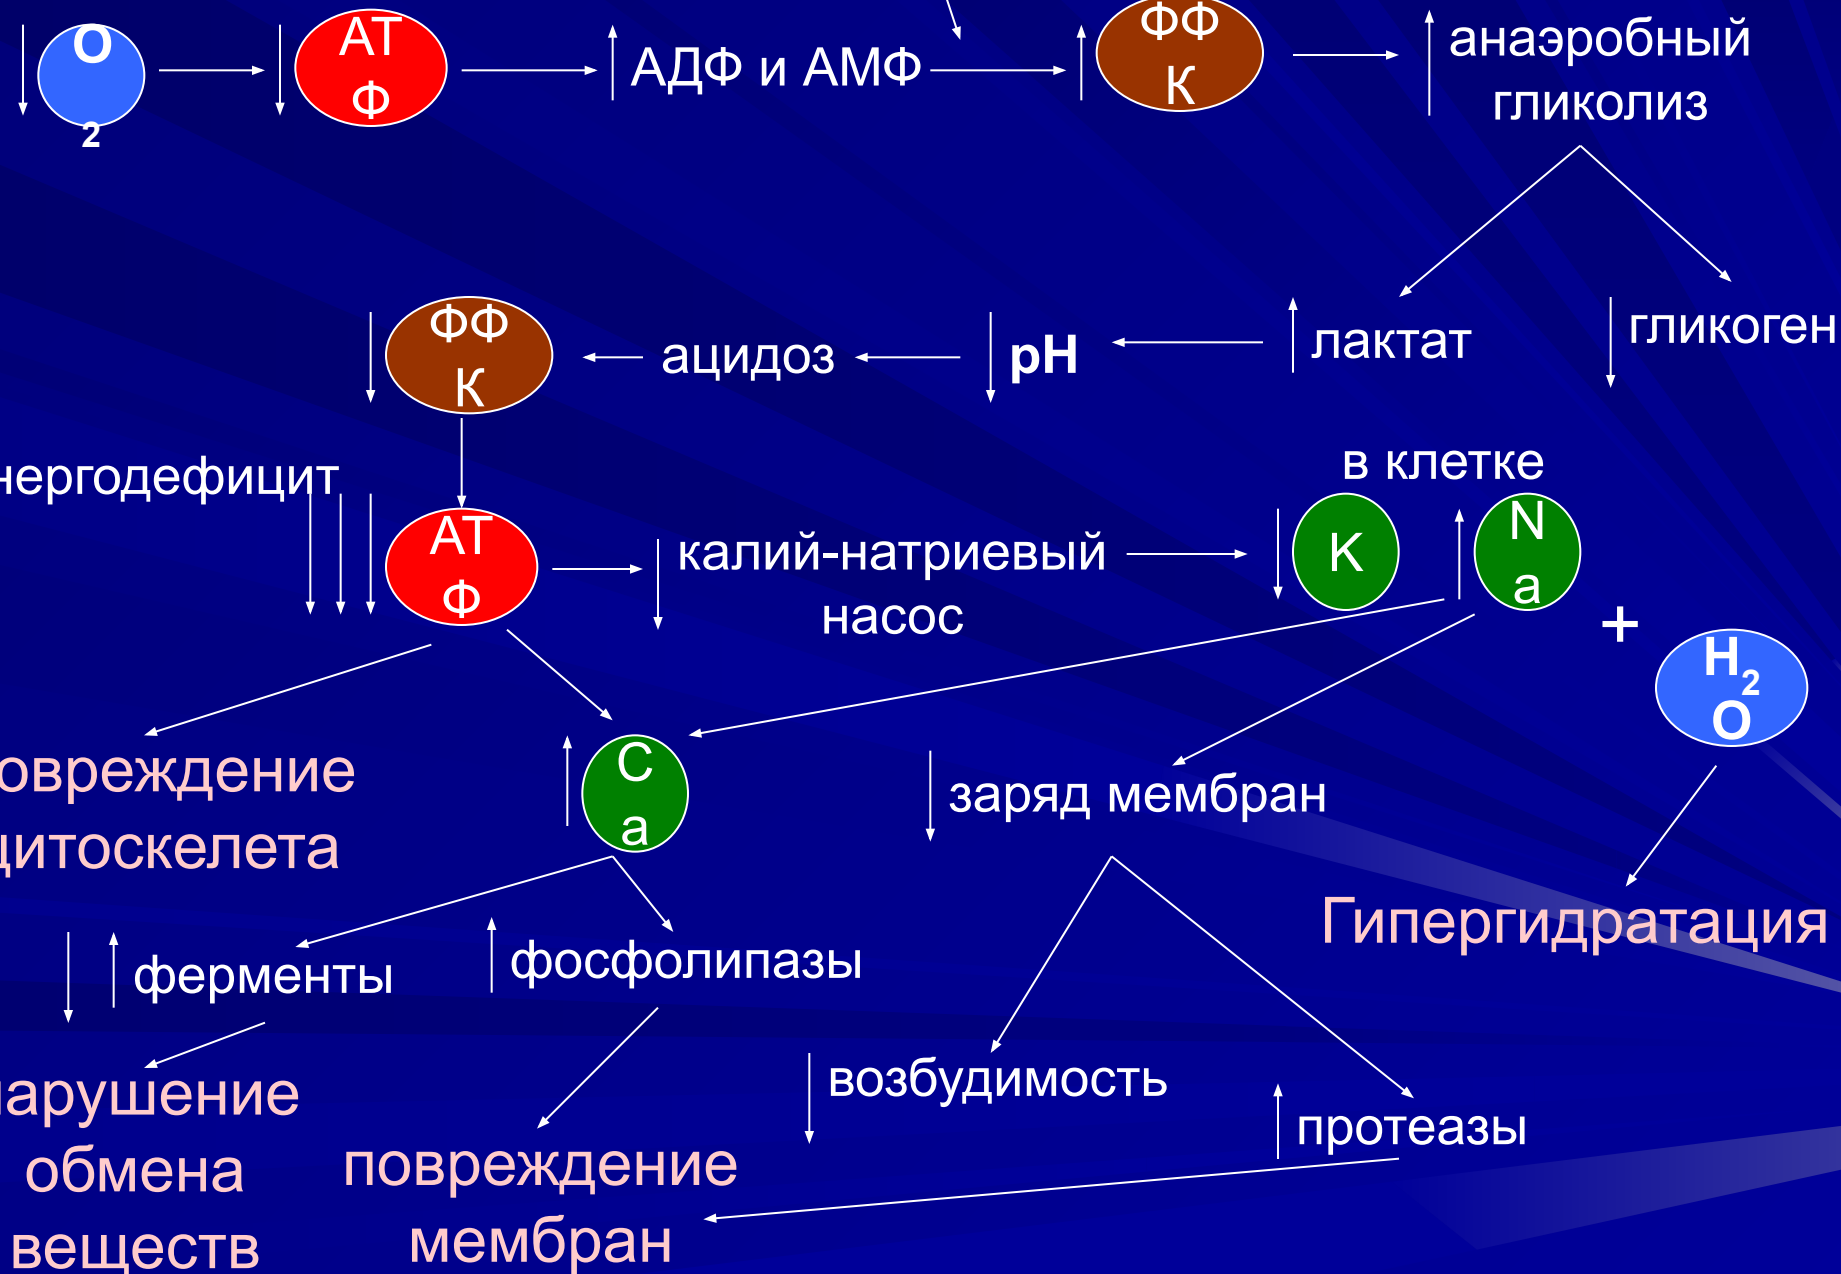 О
2
АТ
Ф
АДФ и АМФ
ФФ
К
анаэробный
гликолиз
ФФ
К
ацидоз
pH
лактат
гликоген
нергодефицит
в клетке
АТ
Ф
калий-натриевый
насос
K
N
a
+
H2
O
овреждение
цитоскелета
C
a
заряд мембран
Гипергидратация
ферменты
фосфолипазы
арушение
обмена
веществ
возбудимость
протеазы
повреждение
мембран